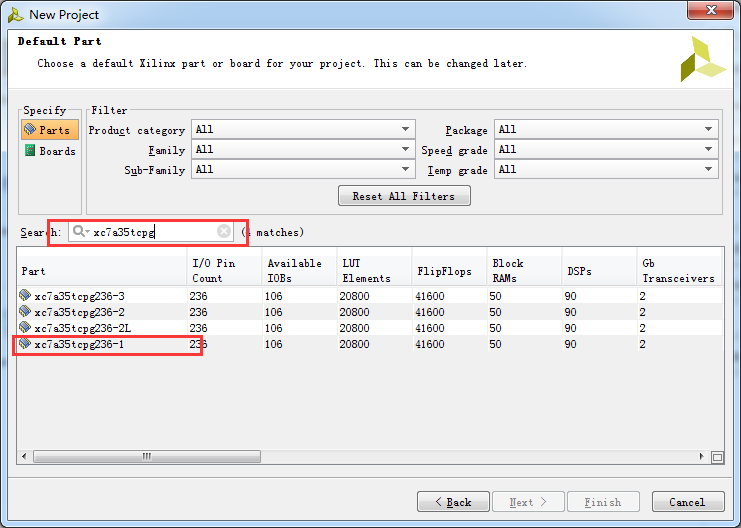 New Project
Default Part
Choose a default Xilinx part or board for your project. This can be changed later.
Specify
Parts
Boards
Filter
Product category All
Family All
Sub-Family All
Package All
Speed grade All
Temp grade All
Reset All Filters
Search: xc7a35tcpg (4 matches)
Part I/O Pin Count Available IOBs LUT Elements FlipFlops Block RAMs DSPs Gb Transceivers
xc7a35tcpg236-3 236 106 20800 41600 50 90 2
xc7a35tcpg236-2 236 106 20800 41600 50 90 2
xc7a35tcpg236-2L 236 106 20800 41600 50 90 2
xc7a35tcpg236-1 236 106 20800 41600 50 90 2
< Back Next > Finish Cancel